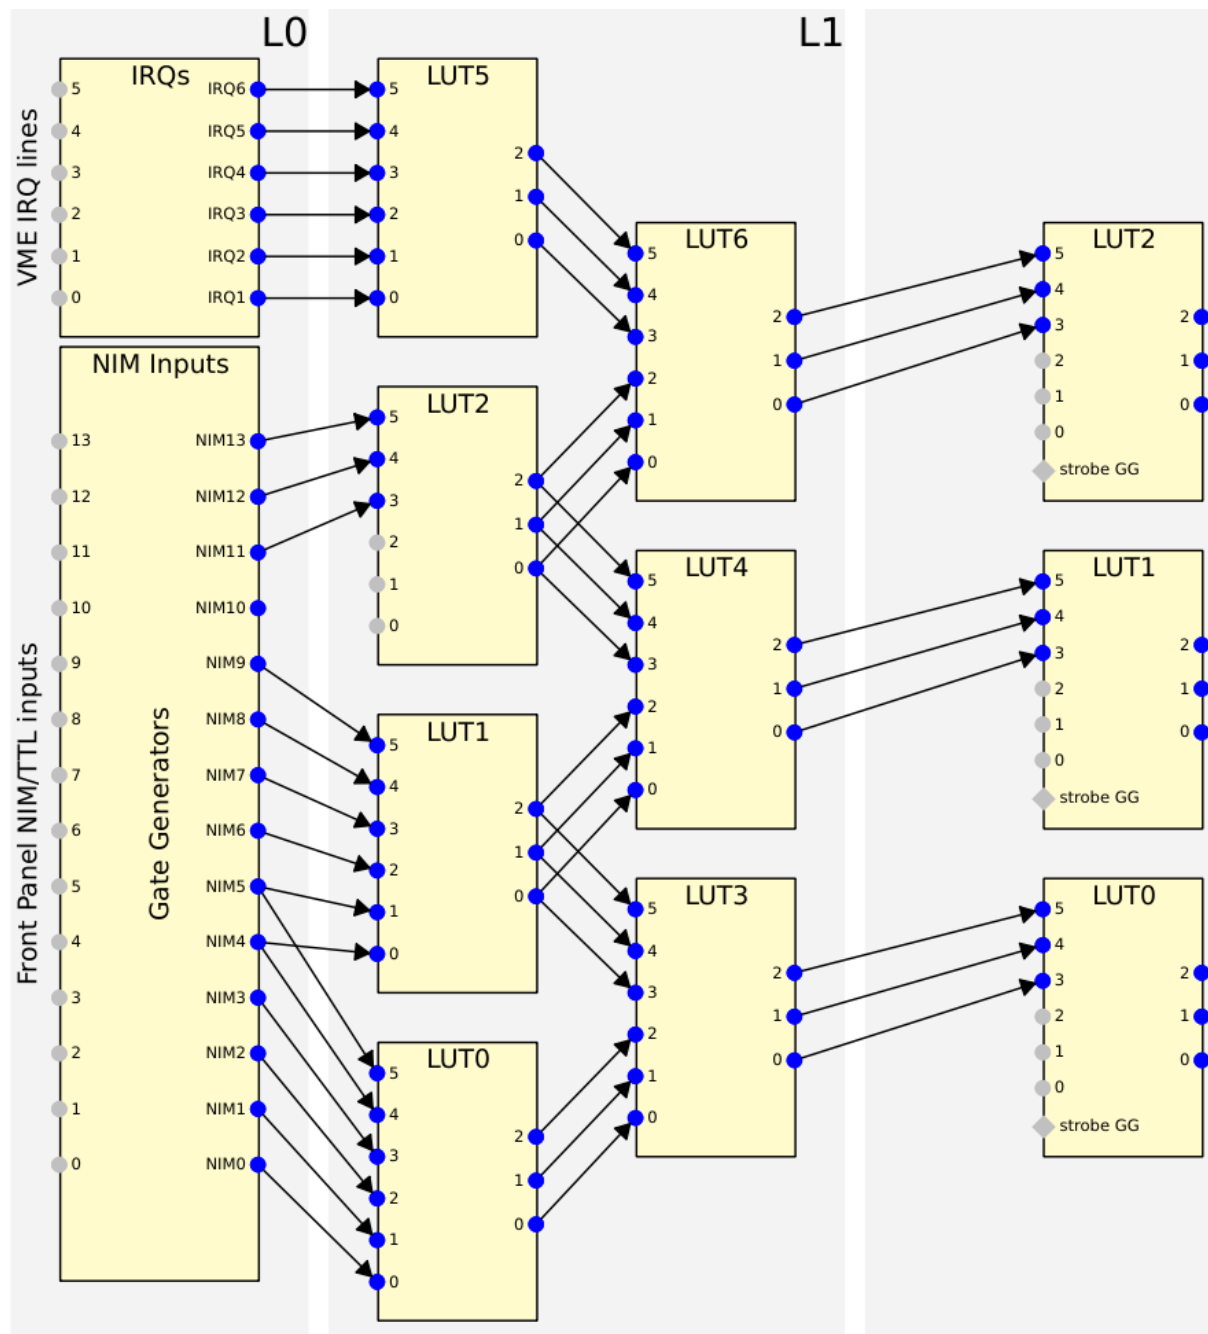 L0
L1
VME IRQ lines
IRQs
5 IRQ6
4 IRQ5
3 IRQ4
2 IRQ3
1 IRQ2
0 IRQ1
Front Panel NIM/TTL inputs
NIM Inputs
Gate Generators
13 NIM13
12 NIM12
11 NIM11
10 NIM10
9 NIM9
8 NIM8
7 NIM7
6 NIM6
5 NIM5
4 NIM4
3 NIM3
2 NIM2
1 NIM1
0 NIM0
LUT5
5
4
3
2
1
0
2
1
0
LUT2
5
4
3
2
1
0
2
1
0
LUT1
5
4
3
2
1
0
2
1
0
LUT0
5
4
3
2
1
0
2
1
0
LUT6
5
4
3
2
1
0
2
1
0
LUT4
5
4
3
2
1
0
2
1
0
LUT3
5
4
3
2
1
0
2
1
0
LUT2
5
4
3
2
1
0
strobe GG
2
1
0
LUT1
5
4
3
2
1
0
strobe GG
2
1
0
LUT0
5
4
3
2
1
0
strobe GG
2
1
0